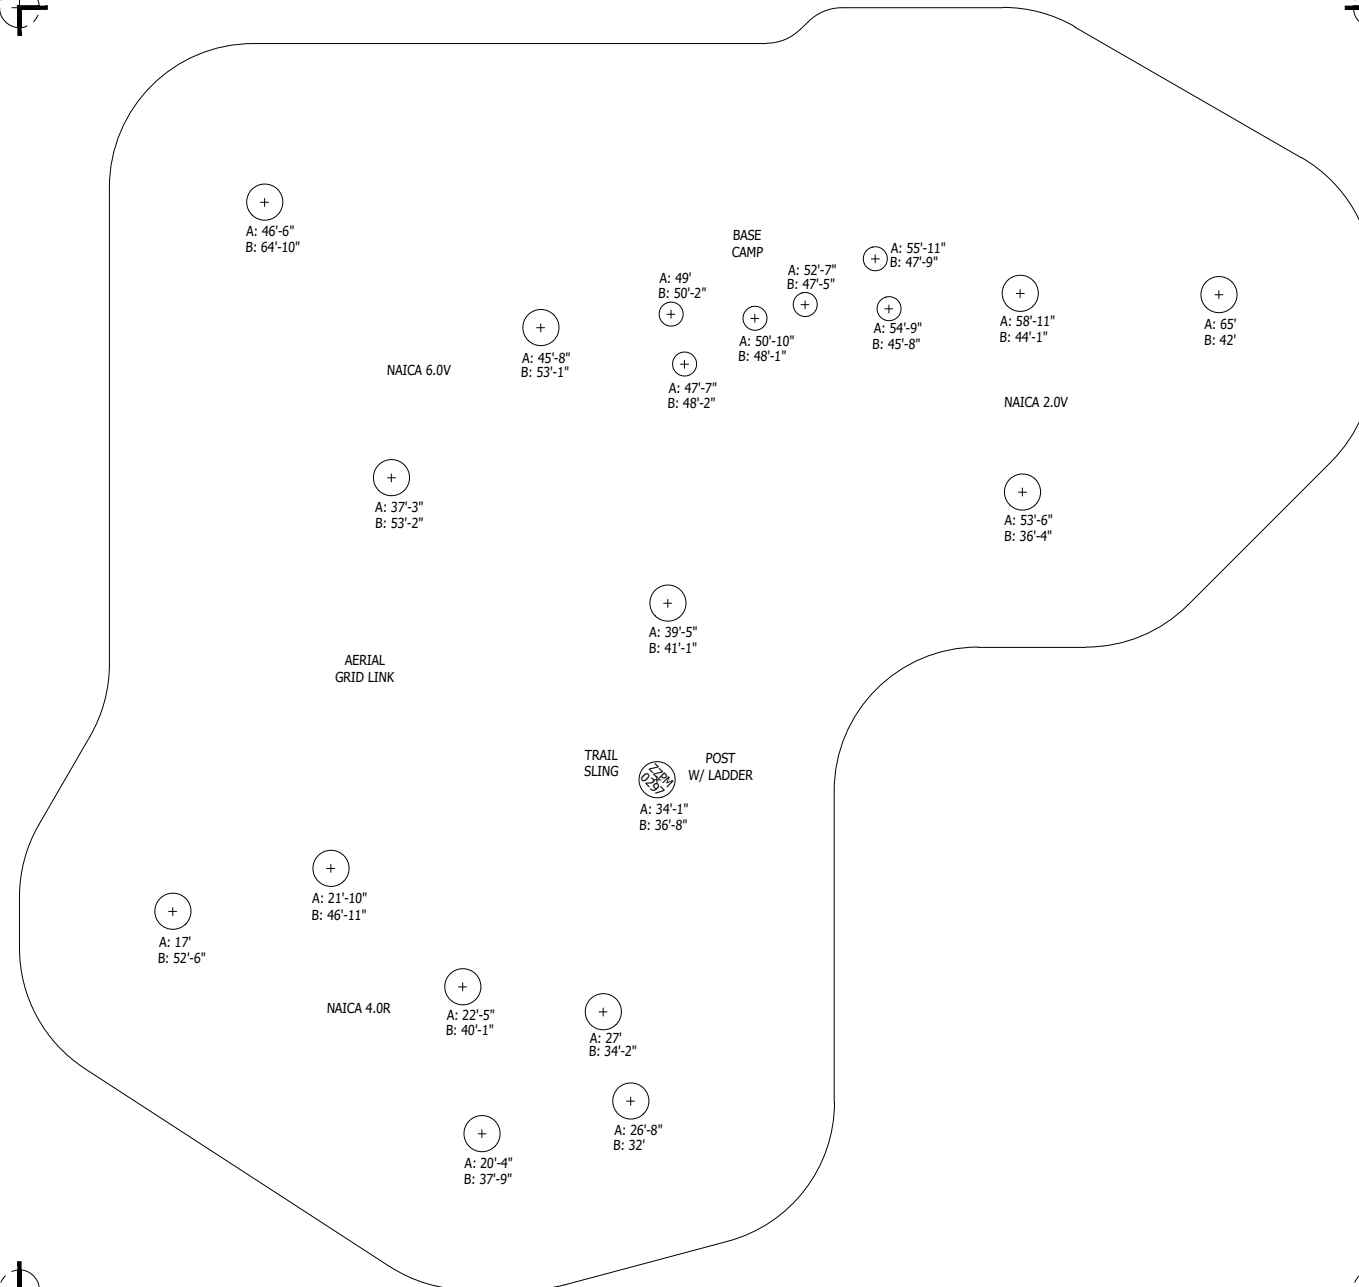 A: 46'-6"
B: 64'-10"
BASE
CAMP
A: 55'-11"
B: 47'-9"
A: 52'-7"
B: 47'-5"
A: 49'
B: 50'-2"
A: 58'-11"
B: 44'-1"
A: 65'
B: 42'
A: 54'-9"
B: 45'-8"
A: 50'-10"
B: 48'-1"
A: 45'-8"
B: 53'-1"
NAICA 6.0V
A: 47'-7"
B: 48'-2"
NAICA 2.0V
A: 37'-3"
B: 53'-2"
A: 53'-6"
B: 36'-4"
A: 39'-5"
B: 41'-1"
AERIAL
GRID LINK
TRAIL
SLING
ZZPM
0297
POST
W/ LADDER
A: 34'-1"
B: 36'-8"
A: 21'-10"
B: 46'-11"
A: 17'
B: 52'-6"
NAICA 4.0R
A: 22'-5"
B: 40'-1"
A: 27'
B: 34'-2"
A: 26'-8"
B: 32'
A: 20'-4"
B: 37'-9"